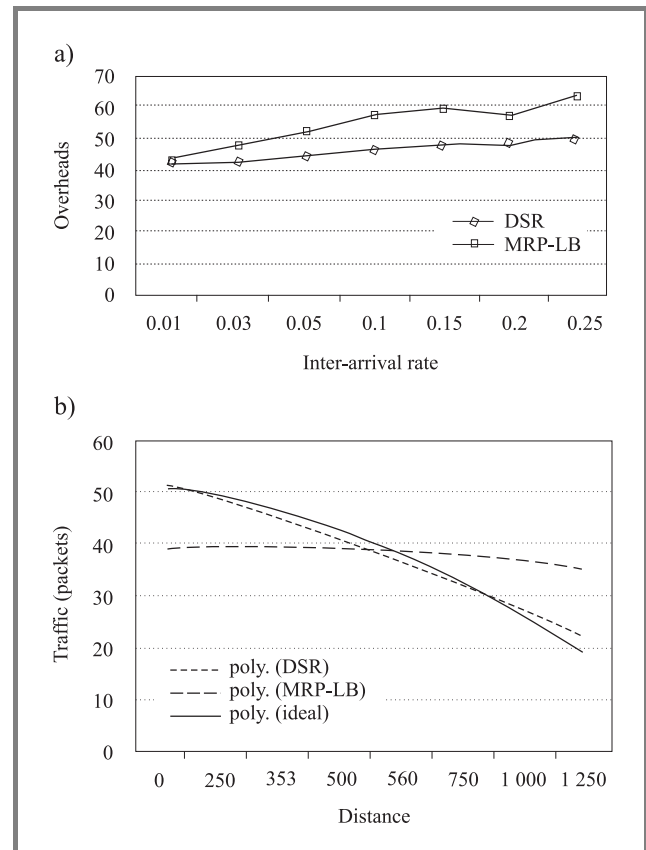 a)
70
60
50
40
30
20
10
0
Overheads
DSR
MRP-LB
0.01 0.03 0.05 0.1 0.15 0.2 0.25
Inter-arrival rate
b)
60
50
40
30
20
10
0
Traffic (packets)
poly. (DSR)
poly. (MRP-LB)
poly. (ideal)
0 250 353 500 560 750 1 000 1 250
Distance